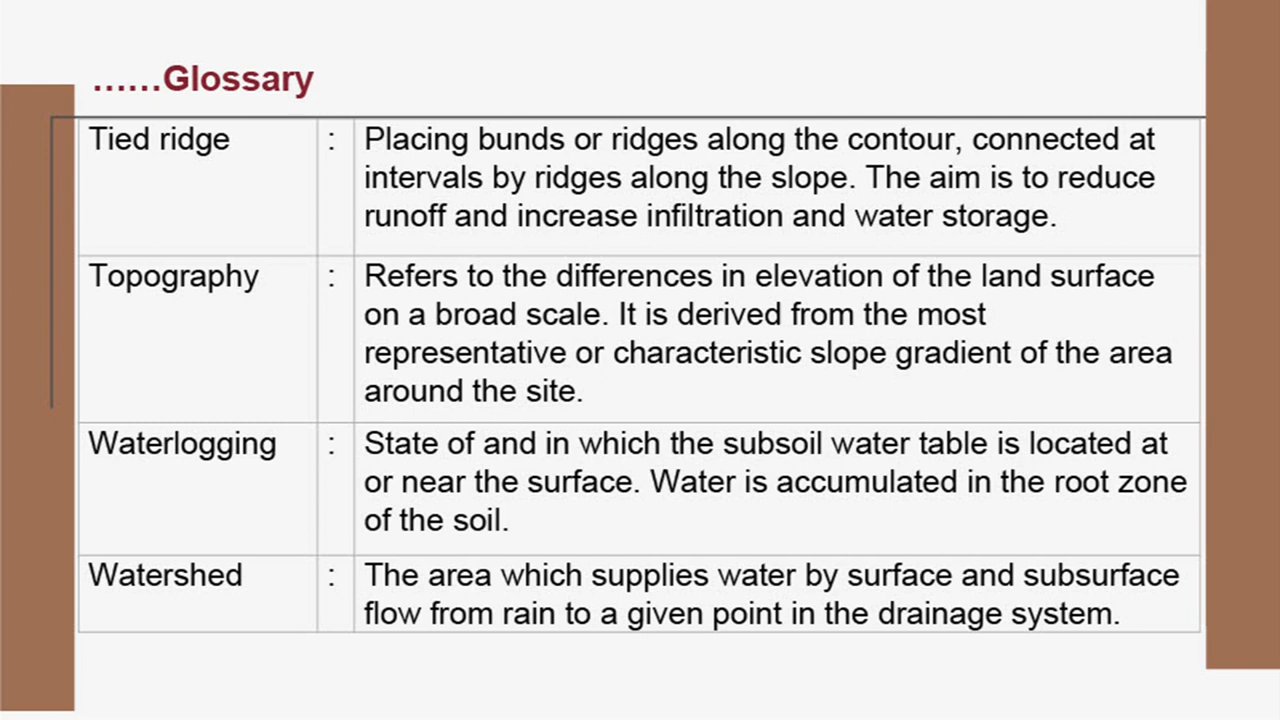 ......Glossary
Tied ridge : Placing bunds or ridges along the contour, connected at
intervals by ridges along the slope. The aim is to reduce
runoff and increase infiltration and water storage.
Topography : Refers to the differences in elevation of the land surface
on a broad scale. It is derived from the most
representative or characteristic slope gradient of the area
around the site.
Waterlogging : State of and in which the subsoil water table is located at
or near the surface. Water is accumulated in the root zone
of the soil.
Watershed : The area which supplies water by surface and subsurface
flow from rain to a given point in the drainage system.